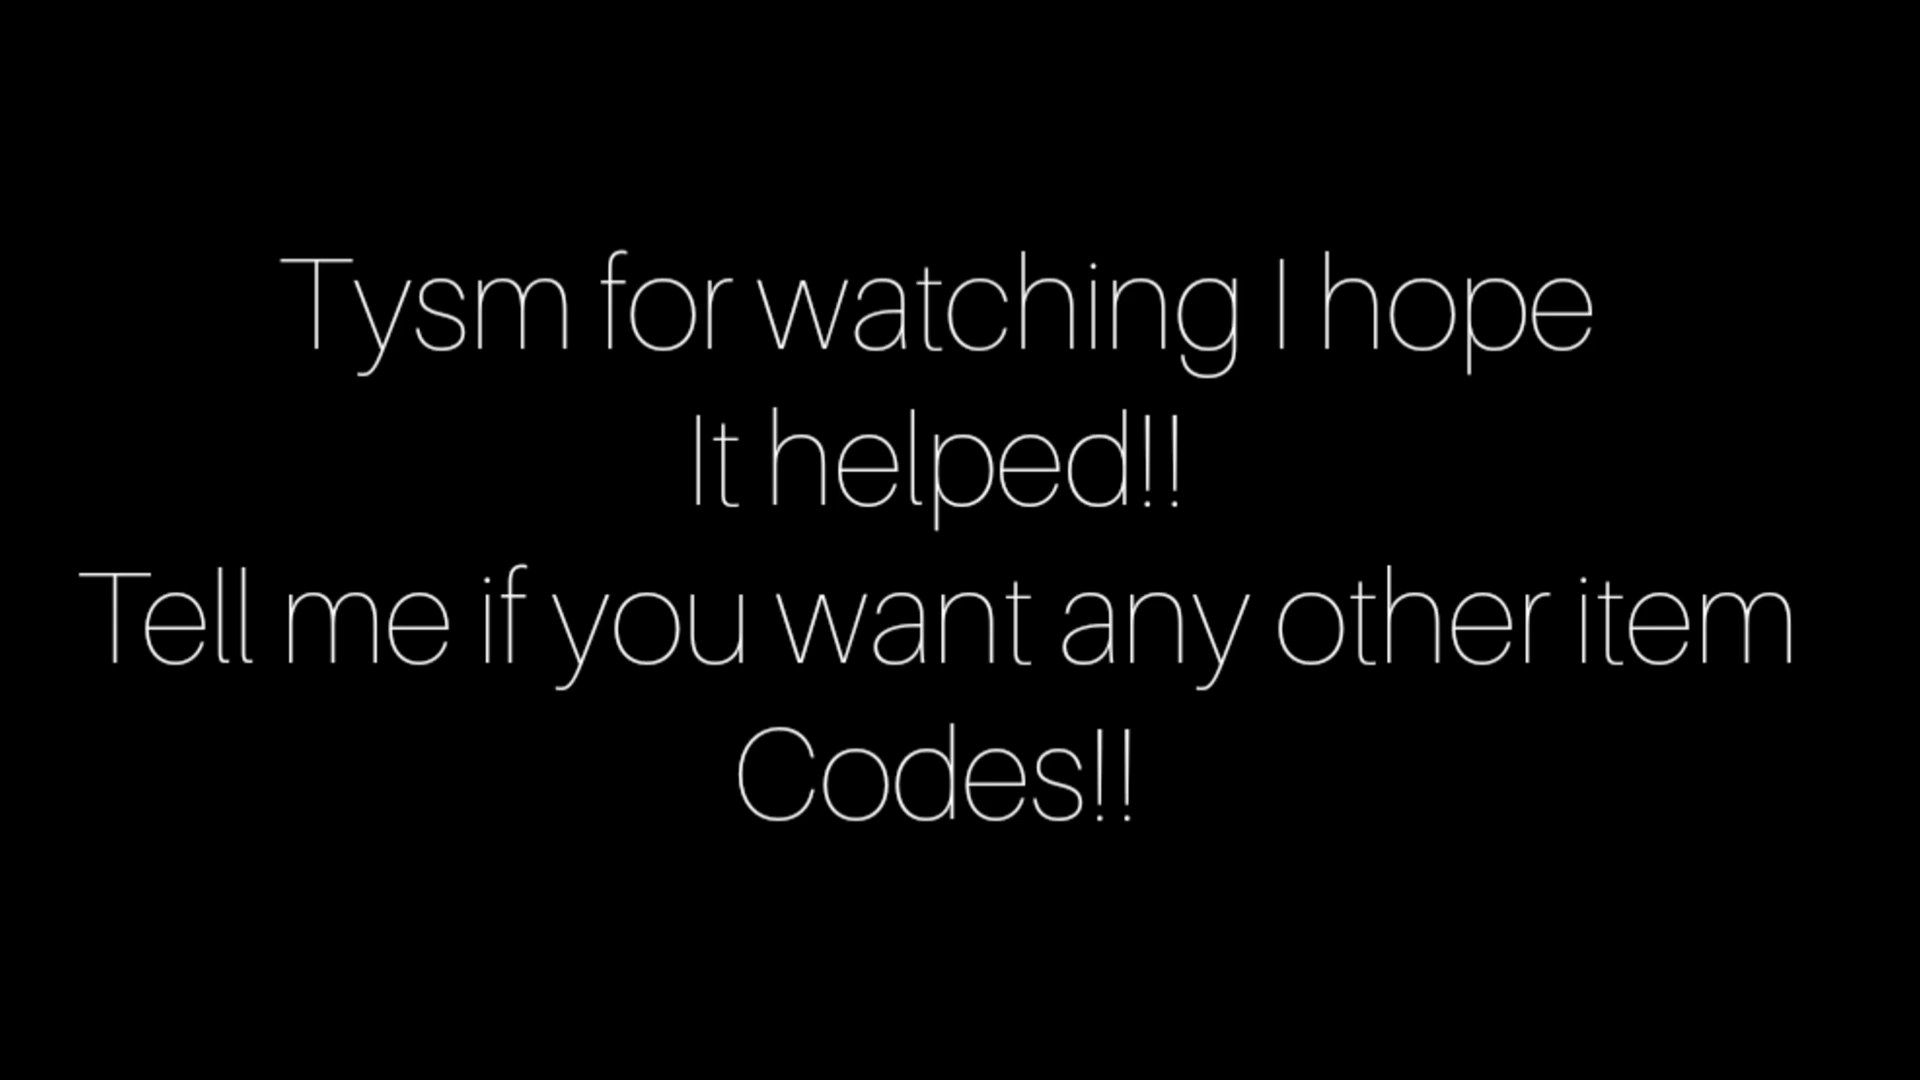 Tysm for watching I hope
It helped!!
Tell me if you want any other item
Codes!!